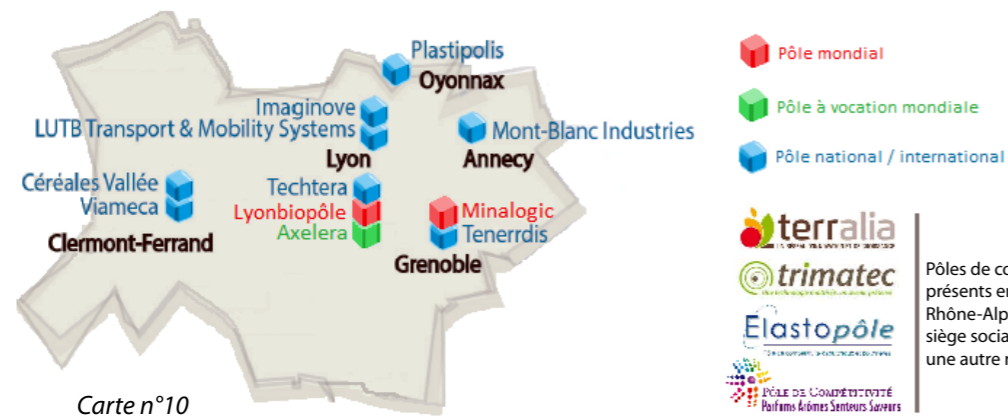 Plastipolis
Oyonnax
Imaginove
LUTB Transport & Mobility Systems
Lyon
Mont-Blanc Industries
Annecy
Céréales Vallée
Viameca
Clermont-Ferrand
Techtera
Lyonbiopôle
Axelera
Minalogic
Tenerrdis
Grenoble
Carte n°10
Pôle mondial
Pôle à vocation mondiale
Pôle national / international
terralia
trimatec
Elastopôle
PÔLE DE COMPÉTITIVITÉ
Parfums Arômes Senteurs Saveurs
Pôles de co
présents en
Rhône-Alp
siège socia
une autre r